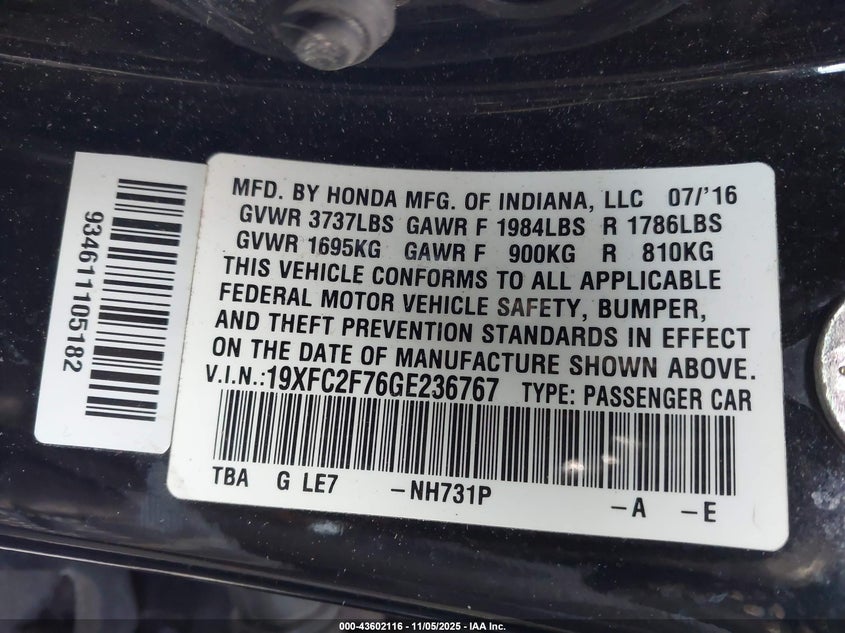 934611105182
MFD. BY HONDA MFG. OF INDIANA, LLC 07/'16
GVWR 3737LBS GAWR F 1984LBS R 1786LBS
GVWR 1695KG GAWR F 900KG R 810KG
THIS VEHICLE CONFORMS TO ALL APPLICABLE
FEDERAL MOTOR VEHICLE SAFETY, BUMPER,
AND THEFT PREVENTION STANDARDS IN EFFECT
ON THE DATE OF MANUFACTURE SHOWN ABOVE.
V.I.N.:19XFC2F76GE236767 TYPE: PASSENGER CAR
TBA G LE7 -NH731P -A -E
000-43602116 - 11/05/2025 - IAA Inc.